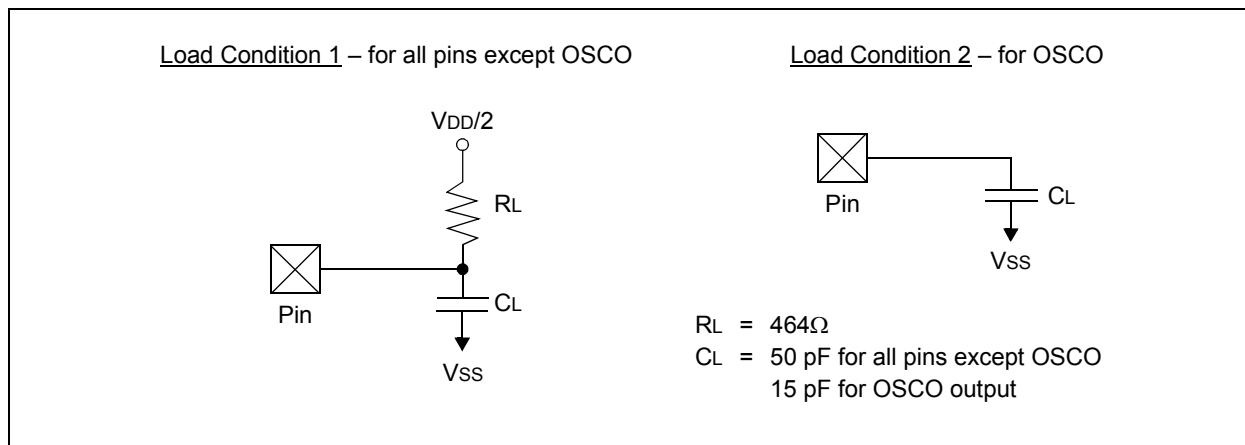 Load Condition 1 – for all pins except OSCO
VDD/2
RL
Pin
CL
VSS
Load Condition 2 – for OSCO
Pin
CL
VSS
RL = 464Ω
CL = 50 pF for all pins except OSCO
15 pF for OSCO output